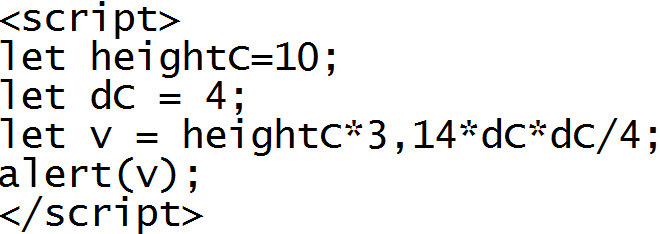 <script>
let heightC=10;
let dC = 4;
let v = heightC*3,14*dC*dC/4;
alert(v);
</script>